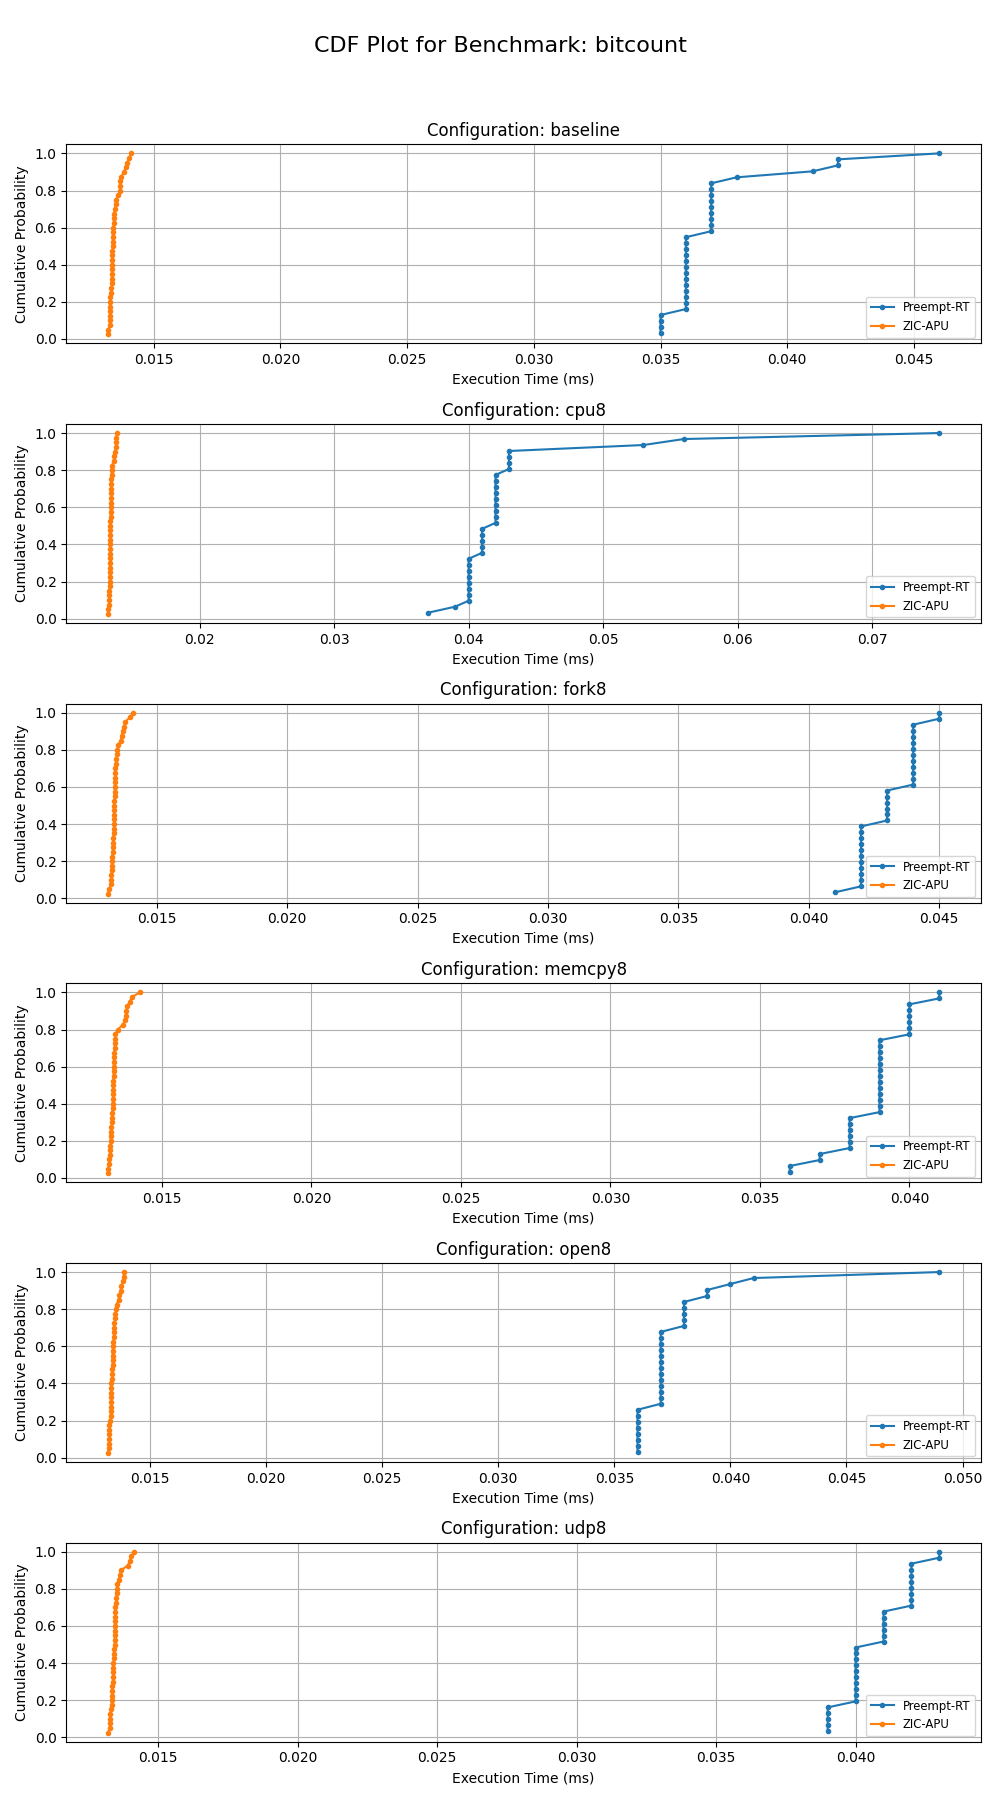 CDF Plot for Benchmark: bitcount
Configuration: baseline
Cumulative Probability
1.0
0.8
0.6
0.4
0.2
0.0
Preempt-RT
ZIC-APU
0.015 0.020 0.025 0.030 0.035 0.040 0.045
Execution Time (ms)
Configuration: cpu8
Cumulative Probability
1.0
0.8
0.6
0.4
0.2
0.0
Preempt-RT
ZIC-APU
0.02 0.03 0.04 0.05 0.06 0.07
Execution Time (ms)
Configuration: fork8
Cumulative Probability
1.0
0.8
0.6
0.4
0.2
0.0
Preempt-RT
ZIC-APU
0.015 0.020 0.025 0.030 0.035 0.040 0.045
Execution Time (ms)
Configuration: memcpy8
Cumulative Probability
1.0
0.8
0.6
0.4
0.2
0.0
Preempt-RT
ZIC-APU
0.015 0.020 0.025 0.030 0.035 0.040
Execution Time (ms)
Configuration: open8
Cumulative Probability
1.0
0.8
0.6
0.4
0.2
0.0
Preempt-RT
ZIC-APU
0.015 0.020 0.025 0.030 0.035 0.040 0.045 0.050
Execution Time (ms)
Configuration: udp8
Cumulative Probability
1.0
0.8
0.6
0.4
0.2
0.0
Preempt-RT
ZIC-APU
0.015 0.020 0.025 0.030 0.035 0.040
Execution Time (ms)